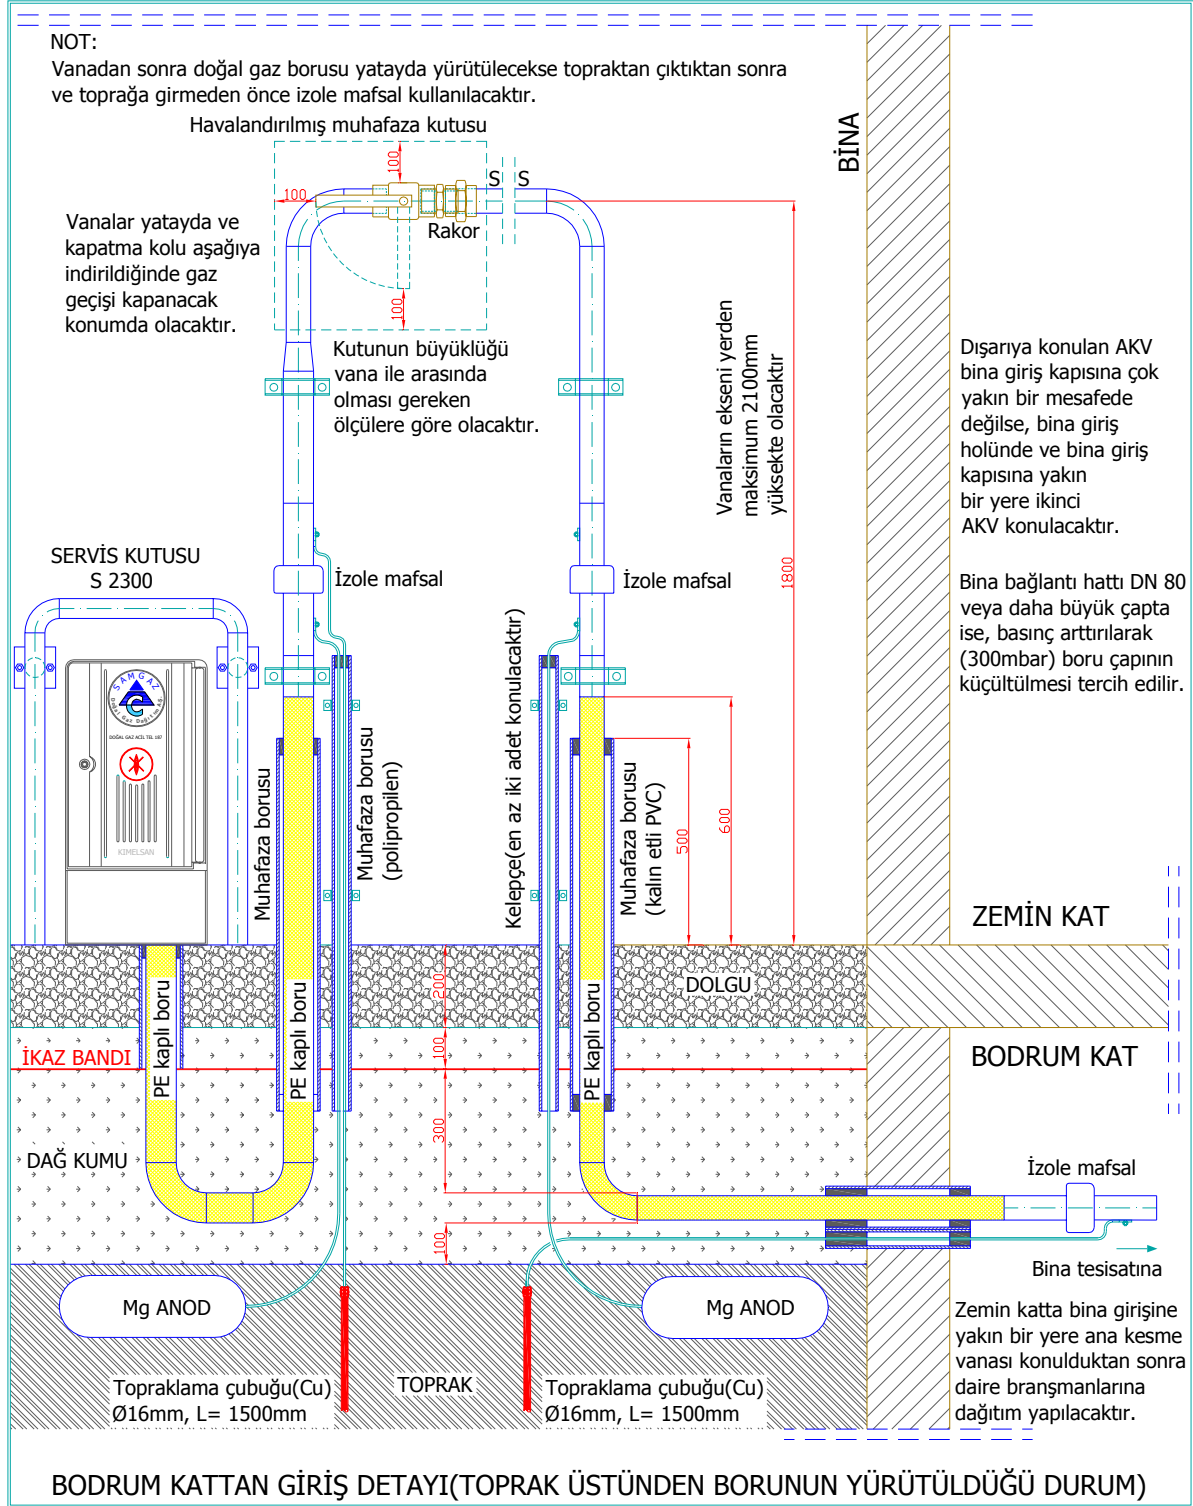 NOT:
Vanadan sonra doğal gaz borusu yatayda yürütülecekse topraktan çıktıktan sonra
ve toprağa girmeden önce izole mafsal kullanılacaktır.
Havalandırılmış muhafaza kutusu
BİNA
100
100
S
S
Rakor
100
Vanalar yatayda ve
kapatma kolu aşağıya
indirildiğinde gaz
geçişi kapanacak
konumda olacaktır.
Kutunun büyüklüğü
vana ile arasında
olması gereken
ölçülere göre olacaktır.
Vanaların ekseni yerden
maksimum 2100mm
yüksekte olacaktır
1800
Dışarıya konulan AKV
bina giriş kapısına çok
yakın bir mesafede
değilse, bina giriş
holünde ve bina giriş
kapısına yakın
bir yere ikinci
AKV konulacaktır.
Bina bağlantı hattı DN 80
veya daha büyük çapta
ise, basınç arttırılarak
(300mbar) boru çapının
küçültülmesi tercih edilir.
SERVİS KUTUSU
S 2300
İzole mafsal
İzole mafsal
SAMGAZ
Doğal Gaz Dağıtım A.Ş.
DOĞAL GAZ ACİL TEL 187
KIMELSAN
Muhafaza borusu
Muhafaza borusu
(polipropilen)
Kelepçe(en az iki adet konulacaktır)
Muhafaza borusu
(kalın etli PVC)
500
600
ZEMİN KAT
DOLGU
200
PE kaplı boru
PE kaplı boru
PE kaplı boru
100
İKAZ BANDI
BODRUM KAT
300
DAĞ KUMU
İzole mafsal
100
Bina tesisatına
Mg ANOD
Mg ANOD
Zemin katta bina girişine
yakın bir yere ana kesme
vanası konulduktan sonra
daire branşmanlarına
dağıtım yapılacaktır.
Topraklama çubuğu(Cu)
Ø16mm, L= 1500mm
TOPRAK
Topraklama çubuğu(Cu)
Ø16mm, L= 1500mm
BODRUM KATTAN GİRİŞ DETAYI(TOPRAK ÜSTÜNDEN BORUNUN YÜRÜTÜLDÜĞÜ DURUM)